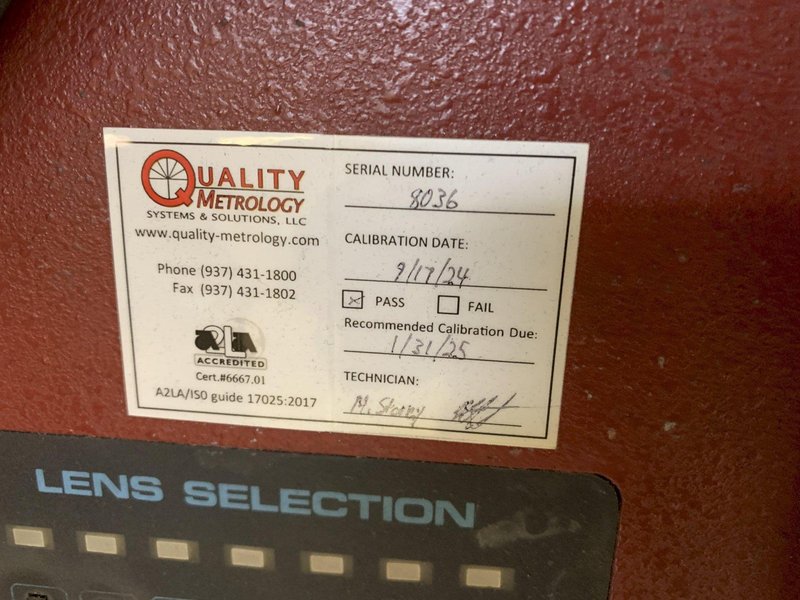 QUALITY
METROLOGY
SYSTEMS & SOLUTIONS, LLC
www.quality-metrology.com
Phone (937) 431-1800
Fax (937) 431-1802
A2LA
ACCREDITED
Cert.#6667.01
A2LA/ISO guide 17025:2017
SERIAL NUMBER:
8036
CALIBRATION DATE:
9/17/24
PASS FAIL
Recommended Calibration Due:
1/31/25
TECHNICIAN:
M.
LENS SELECTION